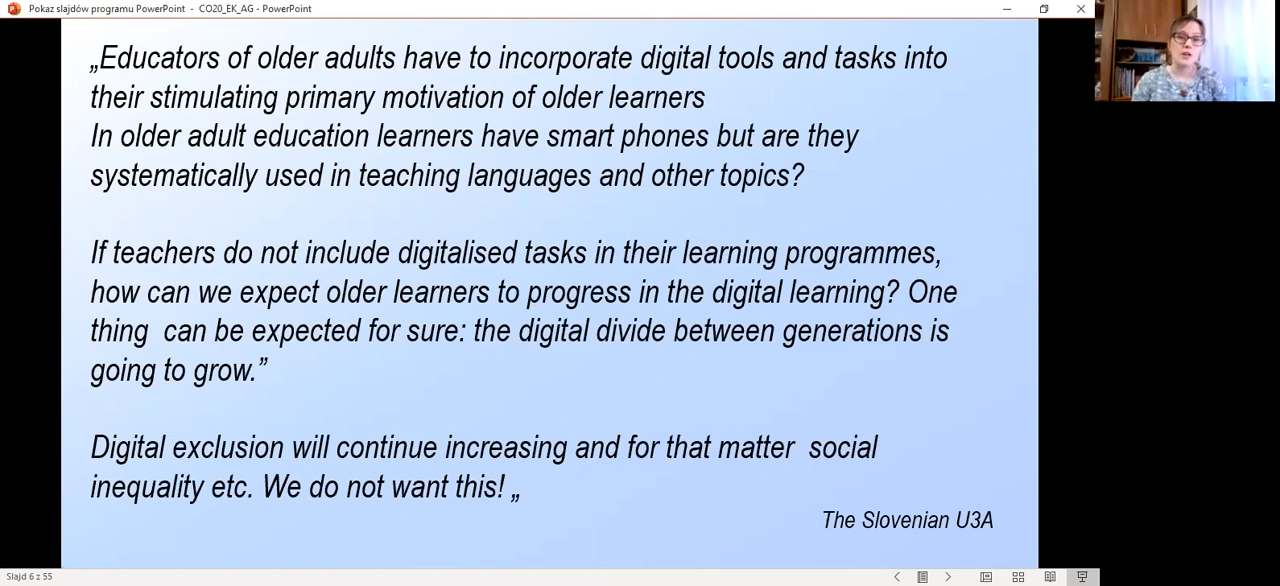 Pokaz slajdów programu PowerPoint - CO20_EK_AG - PowerPoint
„Educators of older adults have to incorporate digital tools and tasks into
their stimulating primary motivation of older learners
In older adult education learners have smart phones but are they
systematically used in teaching languages and other topics?
If teachers do not include digitalised tasks in their learning programmes,
how can we expect older learners to progress in the digital learning? One
thing  can be expected for sure: the digital divide between generations is
going to grow.”
Digital exclusion will continue increasing and for that matter  social
inequality etc. We do not want this! „
The Slovenian U3A
Slajd 6 z 55